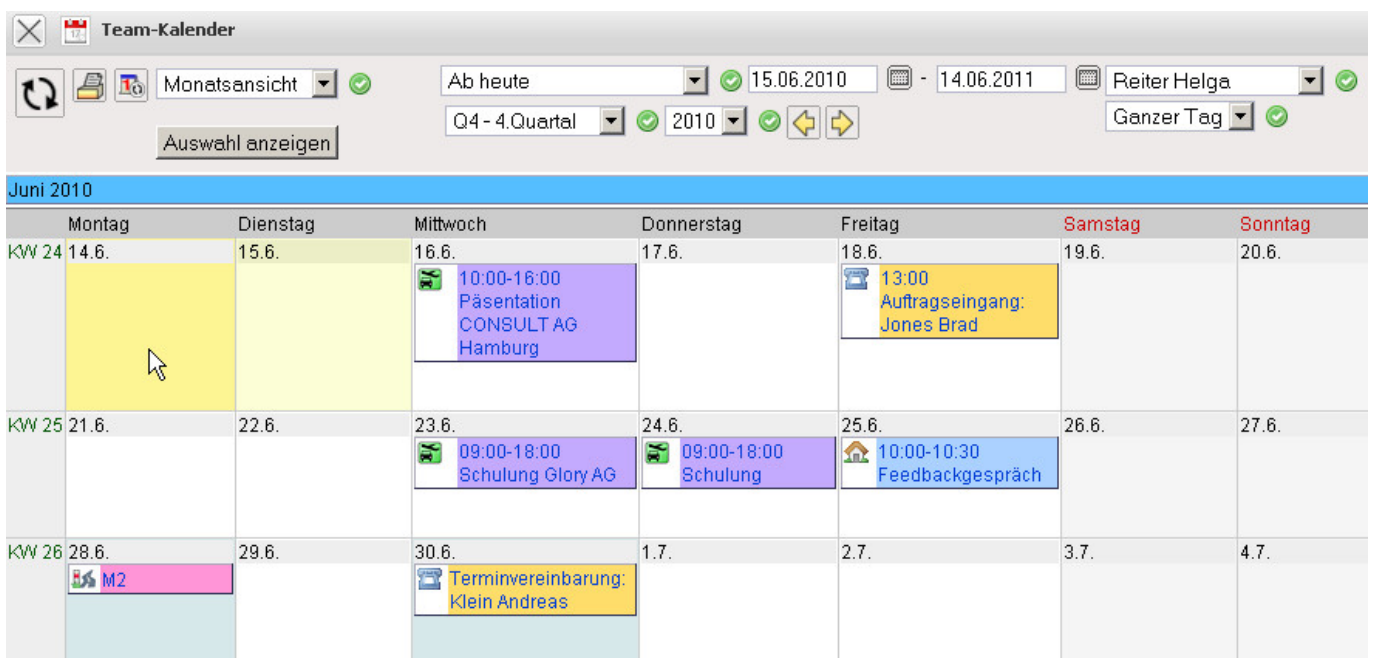 Team-Kalender
Monatsansicht Ab heute 15.06.2010 - 14.06.2011 Reiter Helga
Q4 - 4.Quartal 2010 Ganzer Tag
Auswahl anzeigen
Juni 2010
Montag Dienstag Mittwoch Donnerstag Freitag Samstag Sonntag
KW 24 14.6. 15.6. 16.6. 17.6. 18.6. 19.6. 20.6.
10:00-16:00
Päsentation
CONSULT AG
Hamburg
13:00
Auftragseingang:
Jones Brad
KW 25 21.6. 22.6. 23.6. 24.6. 25.6. 26.6. 27.6.
09:00-18:00
Schulung Glory AG
09:00-18:00
Schulung
10:00-10:30
Feedbackgespräch
KW 26 28.6. 29.6. 30.6. 1.7. 2.7. 3.7. 4.7.
M2
Terminvereinbarung:
Klein Andreas